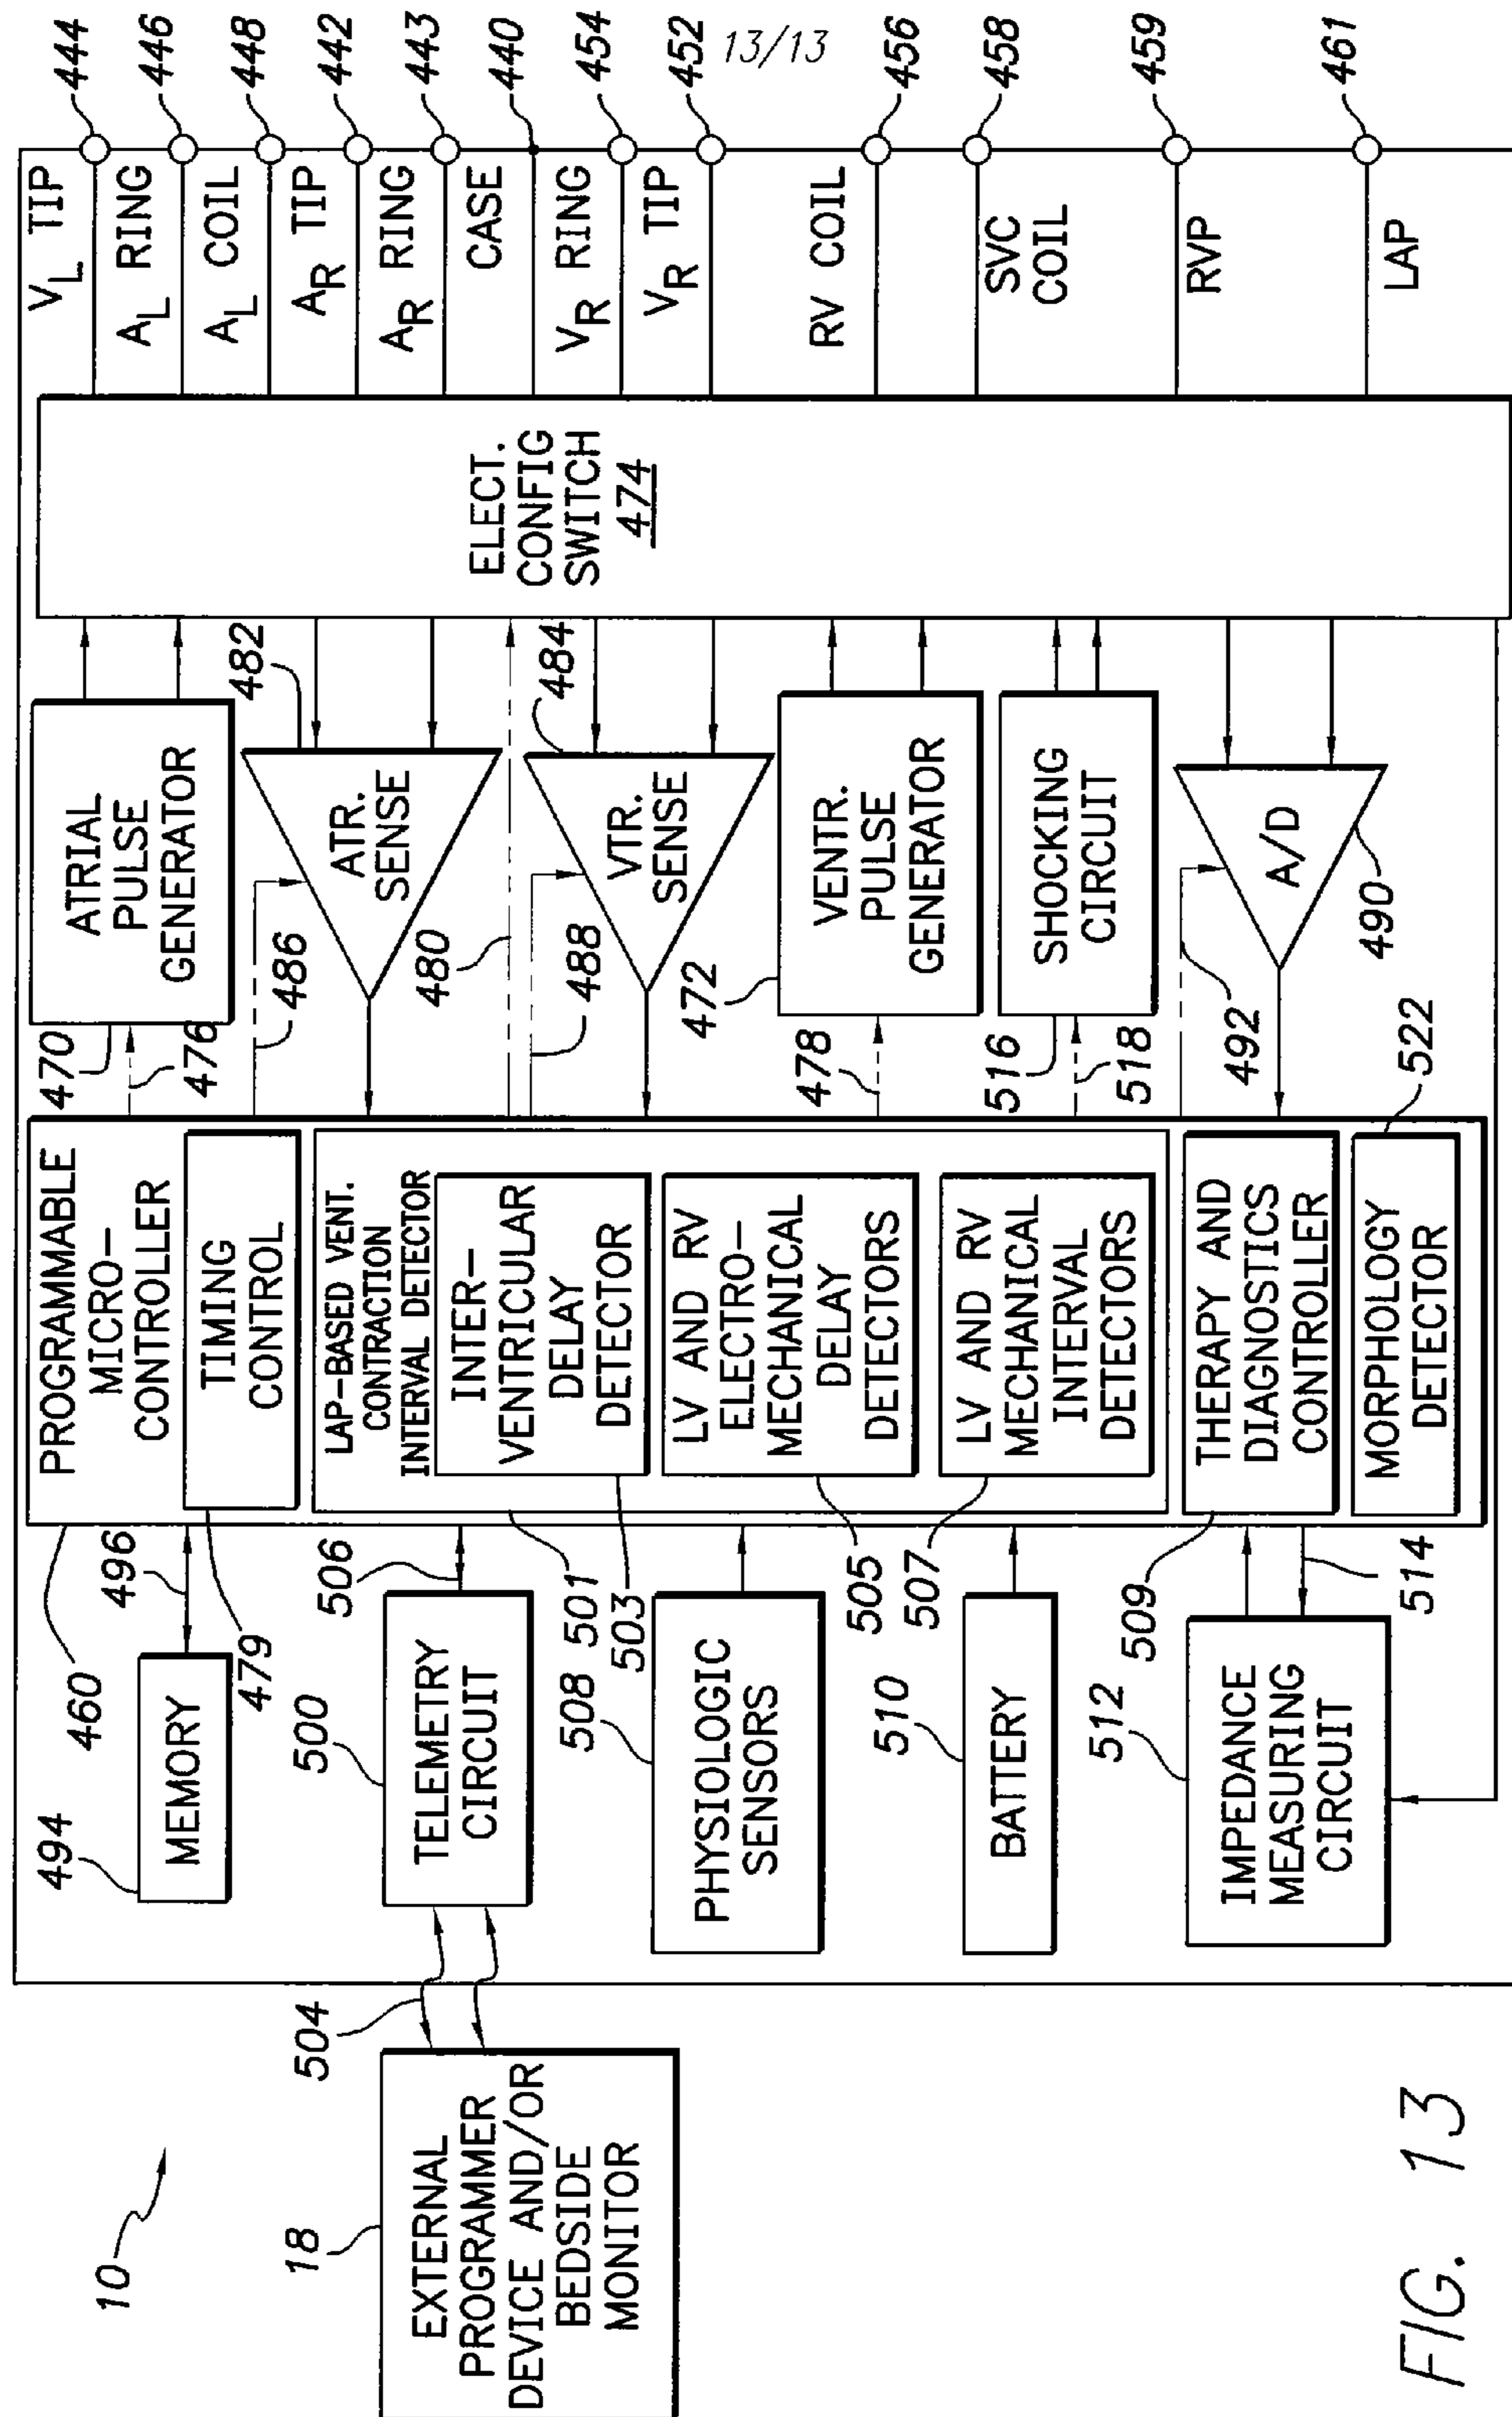 13/13
10
18
EXTERNAL
PROGRAMMER
DEVICE AND/OR
BEDSIDE
MONITOR
504
494
MEMORY
496
460
479
500
TELEMETRY
CIRCUIT
506
501
503
508
PHYSIOLOGIC
SENSORS
505
507
510
BATTERY
509
512
IMPEDANCE
MEASURING
CIRCUIT
514
PROGRAMMABLE
MICRO-
CONTROLLER
TIMING
CONTROL
LAP-BASED VENT.
CONTRACTION
INTERVAL DETECTOR
INTER-
VENTRICULAR
DELAY
DETECTOR
LV AND RV
ELECTRO-
MECHANICAL
DELAY
DETECTORS
LV AND RV
MECHANICAL
INTERVAL
DETECTORS
THERAPY AND
DIAGNOSTICS
CONTROLLER
MORPHOLOGY
DETECTOR
522
470
476
ATRIAL
PULSE
GENERATOR
486
482
ATR.
SENSE
480
488
484
VTR.
SENSE
472
478
VENTR.
PULSE
GENERATOR
516
518
SHOCKING
CIRCUIT
492
A/D
490
ELECT.
CONFIG
SWITCH
474
VL TIP
444
AL RING
446
AL COIL
448
AR TIP
442
AR RING
443
CASE
440
VR RING
454
VR TIP
452
RV COIL
456
SVC
COIL
458
RVP
459
LAP
461
FIG. 13